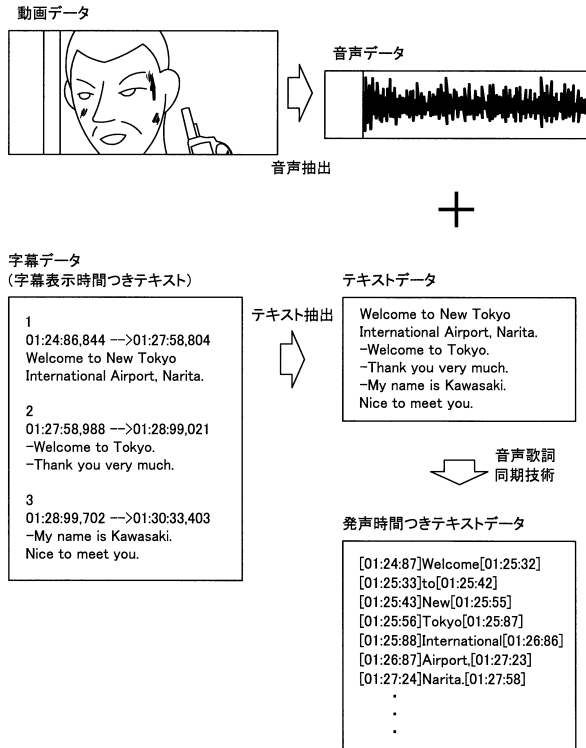 動画データ
音声データ
音声抽出
+
字幕データ
(字幕表示時間つきテキスト)
1
01:24:86,844 -->01:27:58,804
Welcome to New Tokyo
International Airport, Narita.
2
01:27:58,988 -->01:28:99,021
-Welcome to Tokyo.
-Thank you very much.
3
01:28:99,702 -->01:30:33,403
-My name is Kawasaki.
Nice to meet you.
テキスト抽出
テキストデータ
Welcome to New Tokyo
International Airport, Narita.
-Welcome to Tokyo.
-Thank you very much.
-My name is Kawasaki.
Nice to meet you.
音声歌詞
同期技術
発声時間つきテキストデータ
[01:24:87]Welcome[01:25:32]
[01:25:33]to[01:25:42]
[01:25:43]New[01:25:55]
[01:25:56]Tokyo[01:25:87]
[01:25:88]International[01:26:86]
[01:26:87]Airport,[01:27:23]
[01:27:24]Narita.[01:27:58]
・
・
・